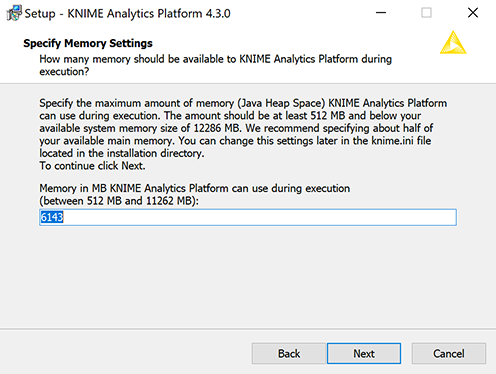 Setup - KNIME Analytics Platform 4.3.0
Specify Memory Settings
How many memory should be available to KNIME Analytics Platform during
execution?
Specify the maximum amount of memory (Java Heap Space) KNIME Analytics Platform
can use during execution. The amount should be at least 512 MB and below your
available system memory size of 12286 MB. We recommend specifying about half of
your available main memory. You can change this settings later in the knime.ini file
located in the installation directory.
To continue click Next.
Memory in MB KNIME Analytics Platform can use during execution
(between 512 MB and 11262 MB):
6143
Back Next Cancel